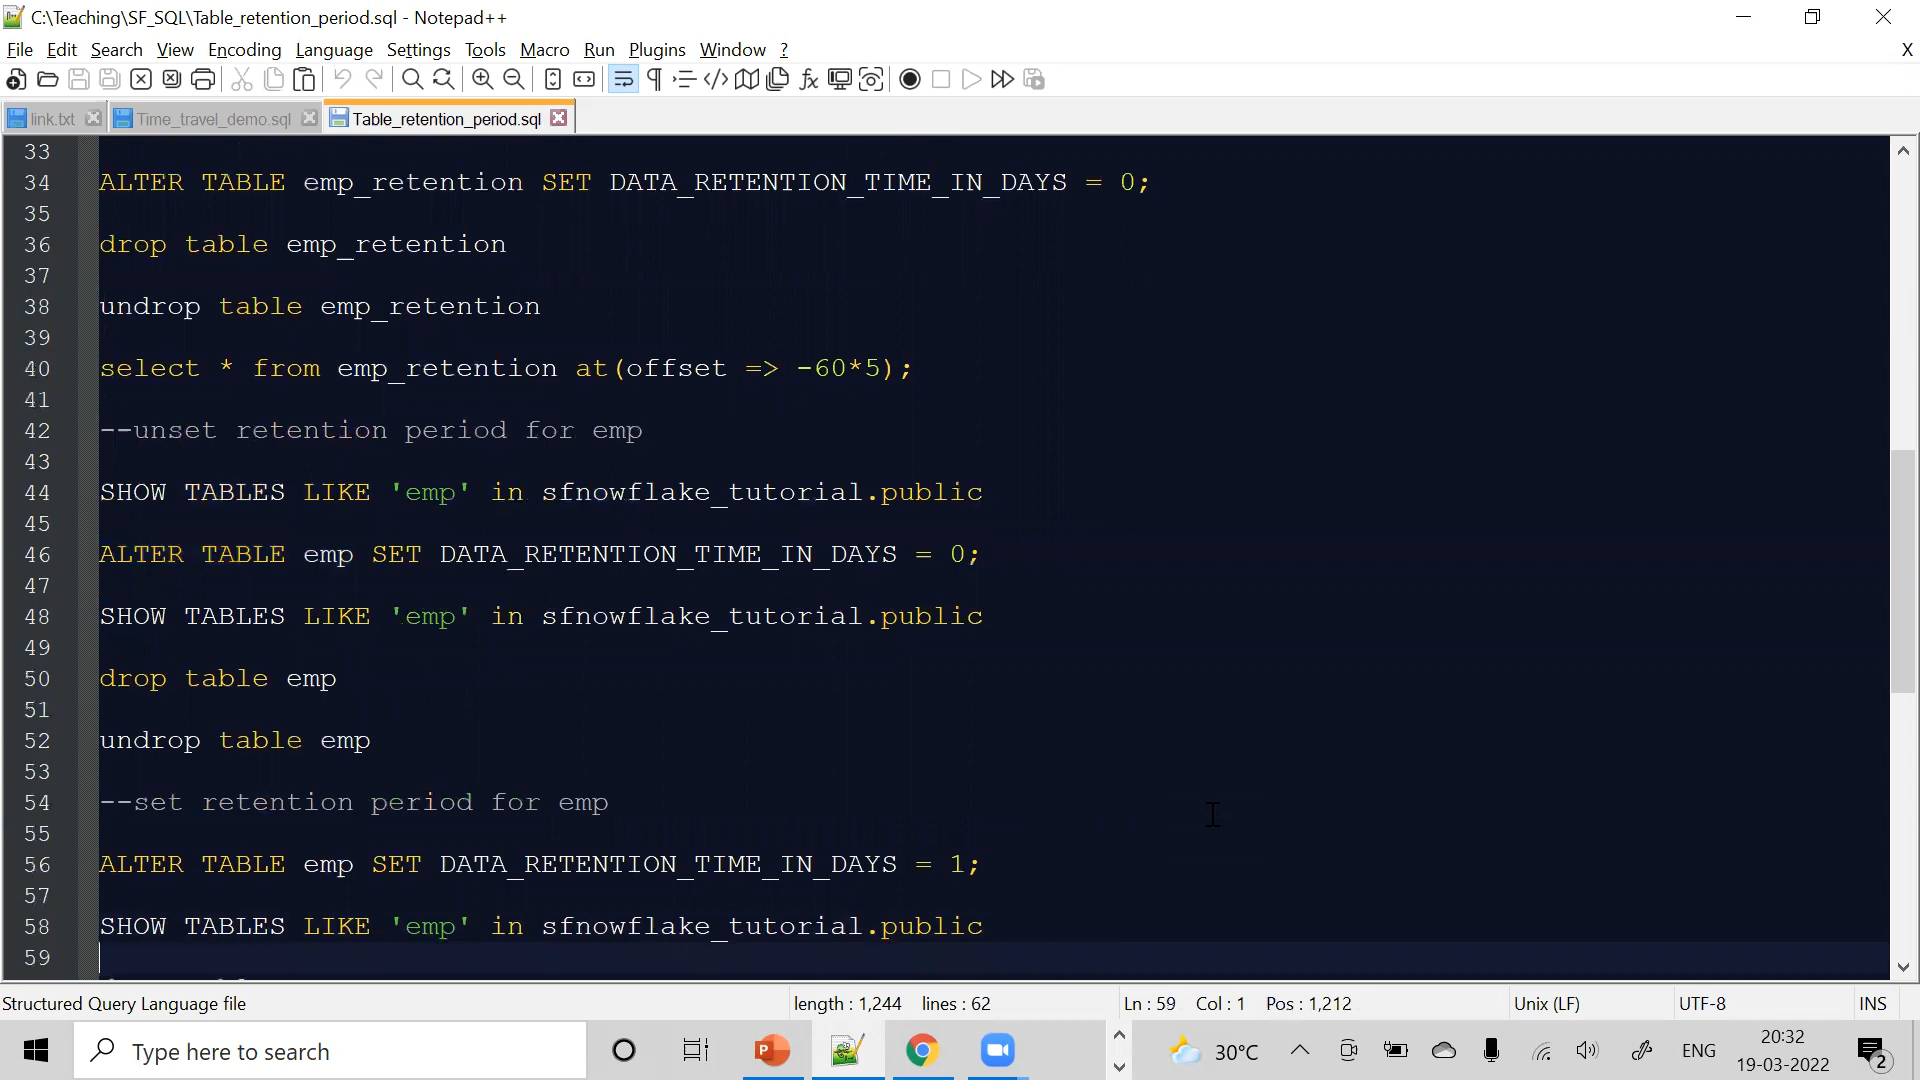 C:\Teaching\SF_SQL\Table_retention_period.sql - Notepad++
File Edit Search View Encoding Language Settings Tools Macro Run Plugins Window ? X
link.txt Time_travel_demo.sql Table_retention_period.sql
33
34 ALTER TABLE emp_retention SET DATA_RETENTION_TIME_IN_DAYS = 0;
35
36 drop table emp_retention
37
38 undrop table emp_retention
39
40 select * from emp_retention at(offset => -60*5);
41
42 --unset retention period for emp
43
44 SHOW TABLES LIKE 'emp' in sfnowflake_tutorial.public
45
46 ALTER TABLE emp SET DATA_RETENTION_TIME_IN_DAYS = 0;
47
48 SHOW TABLES LIKE 'emp' in sfnowflake_tutorial.public
49
50 drop table emp
51
52 undrop table emp
53
54 --set retention period for emp
55
56 ALTER TABLE emp SET DATA_RETENTION_TIME_IN_DAYS = 1;
57
58 SHOW TABLES LIKE 'emp' in sfnowflake_tutorial.public
59
Structured Query Language file length : 1,244 lines : 62 Ln : 59 Col : 1 Pos : 1,212 Unix (LF) UTF-8 INS
Type here to search 30°C ENG 20:32
19-03-2022 2